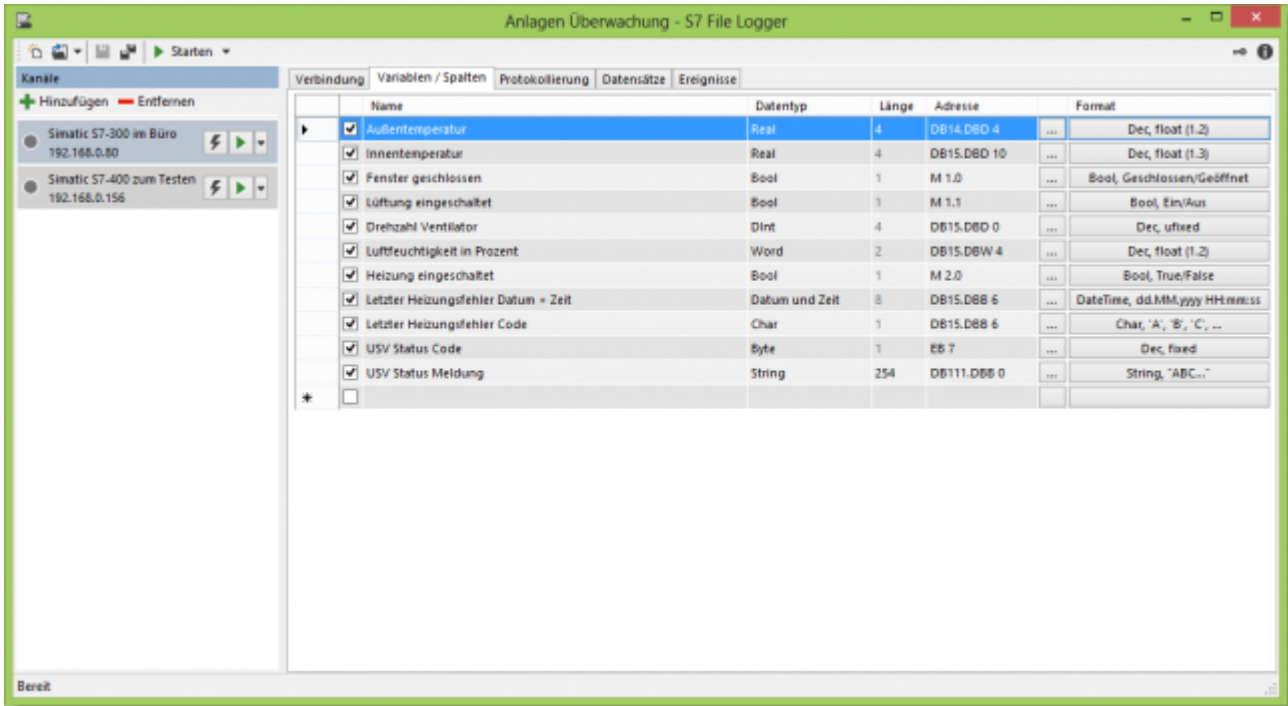 Anlagen Überwachung - S7 File Logger
Starten
Kanäle
Hinzufügen Entfernen
Simatic S7-300 im Büro
192.168.0.80
Simatic S7-400 zum Testen
192.168.0.156
Verbindung Variablen / Spalten Protokollierung Datensätze Ereignisse
Name Datentyp Länge Adresse Format
Außentemperatur Real 4 DB14.DBD 4 ... Dec, float (1.2)
Innentemperatur Real 4 DB15.DBD 10 ... Dec, float (1.3)
Fenster geschlossen Bool 1 M 1.0 ... Bool, Geschlossen/Geöffnet
Lüftung eingeschaltet Bool 1 M 1.1 ... Bool, Ein/Aus
Drehzahl Ventilator DInt 4 DB15.DBD 0 ... Dec, ufixed
Luftfeuchtigkeit in Prozent Word 2 DB15.DBW 4 ... Dec, float (1.2)
Heizung eingeschaltet Bool 1 M 2.0 ... Bool, True/False
Letzter Heizungsfehler Datum + Zeit Datum und Zeit 8 DB15.DBB 6 ... DateTime, dd.MM.yyyy HH:mm:ss
Letzter Heizungsfehler Code Char 1 DB15.DBB 6 ... Char, 'A', 'B', 'C', ...
USV Status Code Byte 1 EB 7 ... Dec, fixed
USV Status Meldung String 254 DB111.DBB 0 ... String, "ABC..."
Bereit